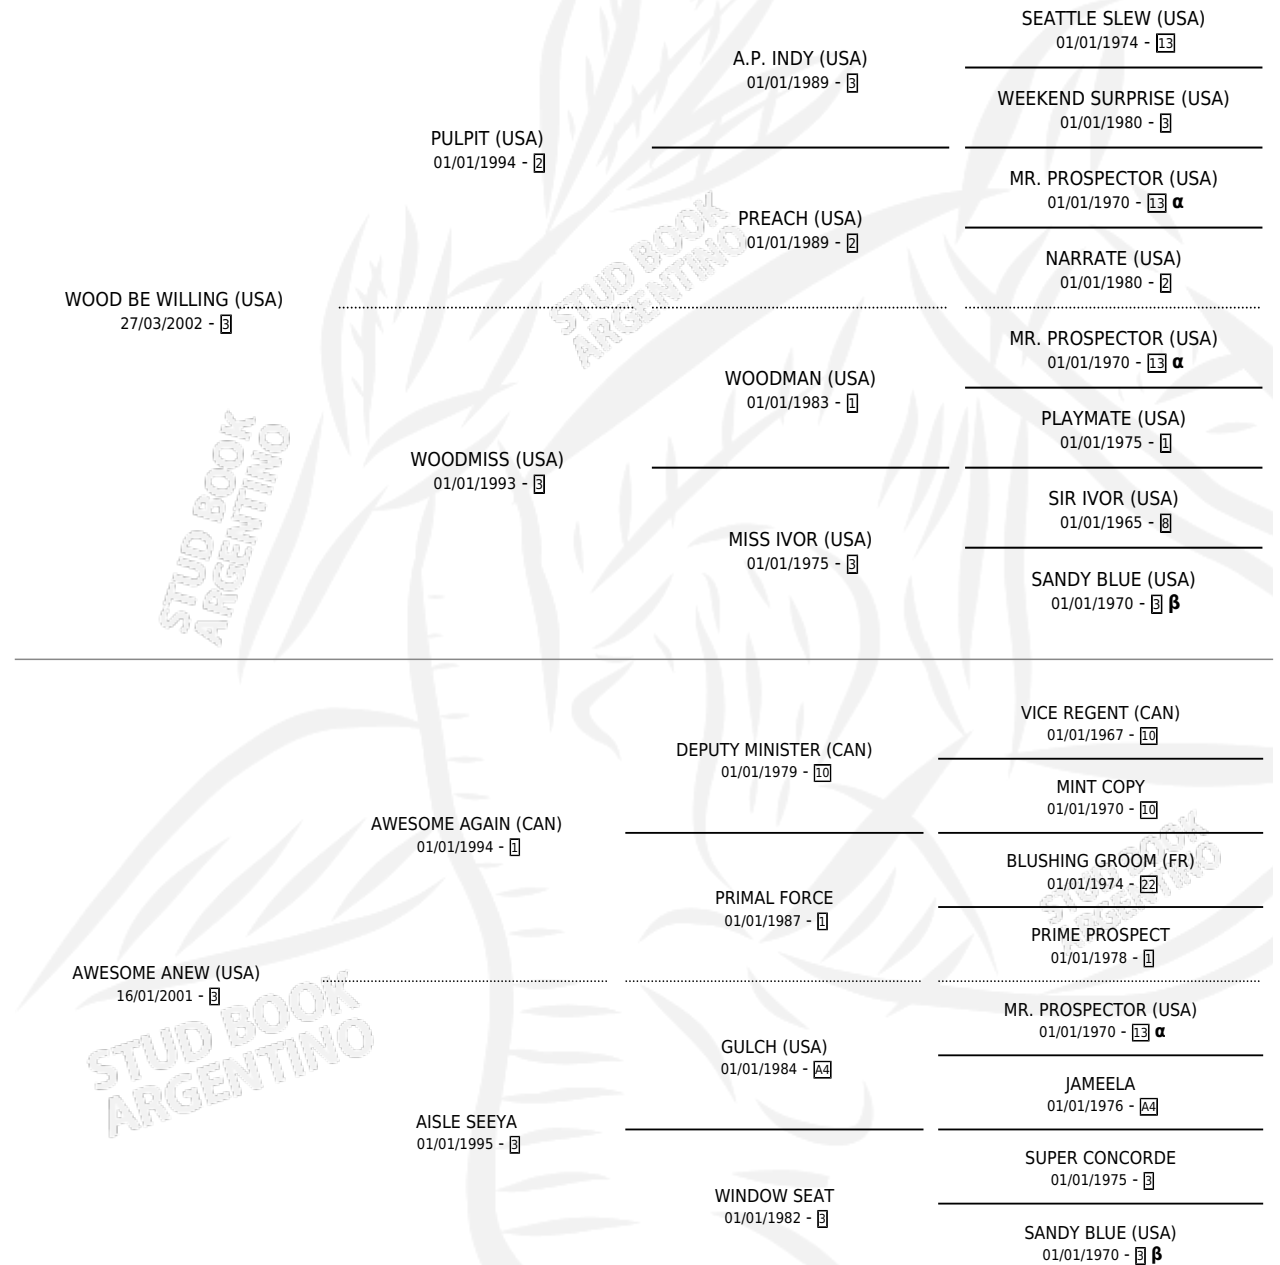 SEATTLE SLEW (USA)
01/01/1974 - 13
A.P. INDY (USA)
01/01/1989 - 3
WEEKEND SURPRISE (USA)
01/01/1980 - 3
PULPIT (USA)
01/01/1994 - 2
MR. PROSPECTOR (USA)
01/01/1970 - 13 α
PREACH (USA)
01/01/1989 - 2
NARRATE (USA)
01/01/1980 - 2
WOOD BE WILLING (USA)
27/03/2002 - 3
MR. PROSPECTOR (USA)
01/01/1970 - 13 α
WOODMAN (USA)
01/01/1983 - 1
PLAYMATE (USA)
01/01/1975 - 1
WOODMISS (USA)
01/01/1993 - 3
SIR IVOR (USA)
01/01/1965 - 8
MISS IVOR (USA)
01/01/1975 - 3
SANDY BLUE (USA)
01/01/1970 - 3 β
VICE REGENT (CAN)
01/01/1967 - 10
DEPUTY MINISTER (CAN)
01/01/1979 - 10
MINT COPY
01/01/1970 - 10
AWESOME AGAIN (CAN)
01/01/1994 - 1
BLUSHING GROOM (FR)
01/01/1974 - 22
PRIMAL FORCE
01/01/1987 - 1
PRIME PROSPECT
01/01/1978 - 1
AWESOME ANEW (USA)
16/01/2001 - 3
MR. PROSPECTOR (USA)
01/01/1970 - 13 α
GULCH (USA)
01/01/1984 - A4
JAMEELA
01/01/1976 - A4
AISLE SEEYA
01/01/1995 - 3
SUPER CONCORDE
01/01/1975 - 3
WINDOW SEAT
01/01/1982 - 3
SANDY BLUE (USA)
01/01/1970 - 3 β
STUD BOOK
ARGENTINO
STUD BOOK
ARGENTINO
STUD BOOK
ARGENTINO
STUD BOOK
ARGENTINO